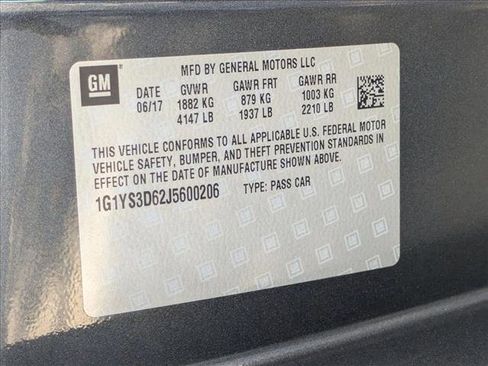 GM
MFD BY GENERAL MOTORS LLC
DATE GVWR GAWR FRT GAWR RR
06/17 1882 KG 879 KG 1003 KG
4147 LB 1937 LB 2210 LB
THIS VEHICLE CONFORMS TO ALL APPLICABLE U.S. FEDERAL MOTOR
VEHICLE SAFETY, BUMPER, AND THEFT PREVENTION STANDARDS IN
EFFECT ON THE DATE OF MANUFACTURE SHOWN ABOVE.
1G1YS3D62J5600206 TYPE: PASS CAR